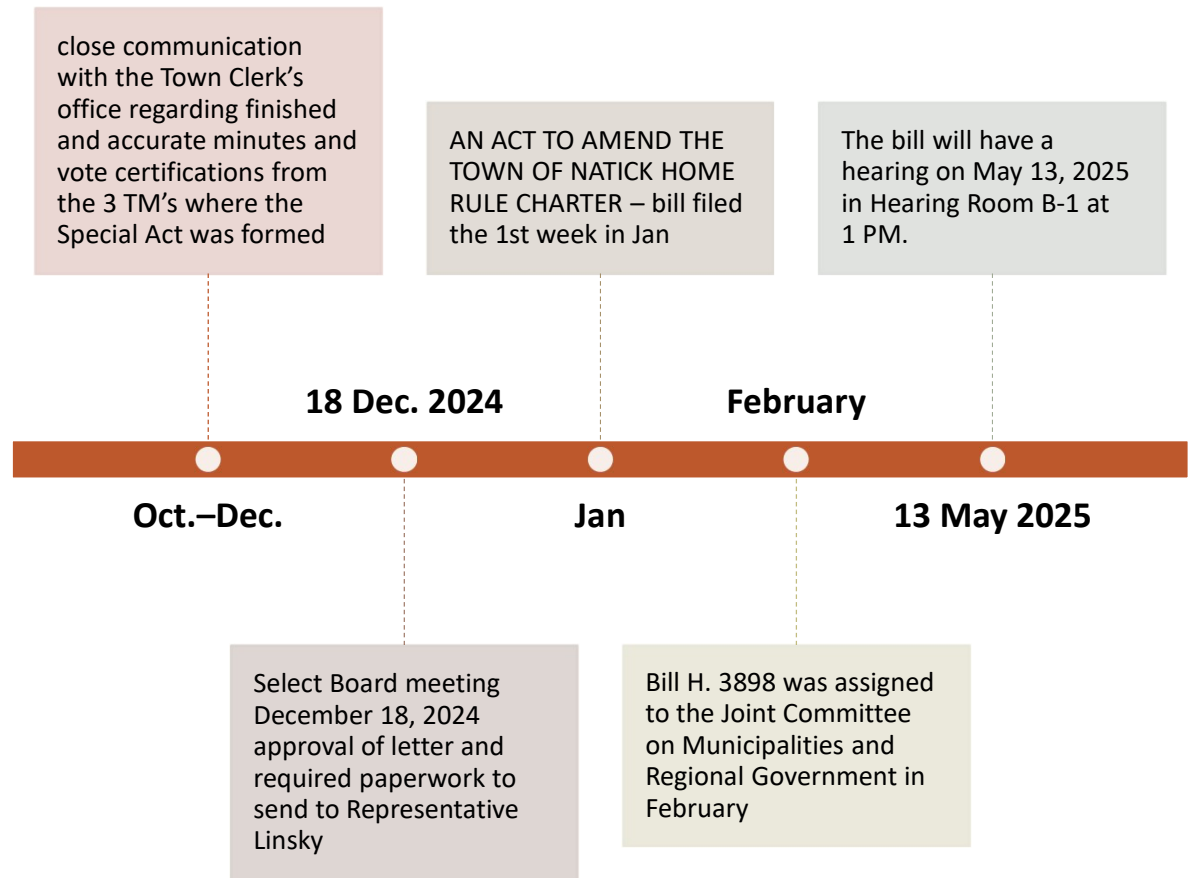 close communication
with the Town Clerk’s
office regarding finished
and accurate minutes and
vote certifications from
the 3 TM’s where the
Special Act was formed
AN ACT TO AMEND THE
TOWN OF NATICK HOME
RULE CHARTER – bill filed
the 1st week in Jan
The bill will have a
hearing on May 13, 2025
in Hearing Room B-1 at
1 PM.
18 Dec. 2024
February
Oct.–Dec.
Jan
13 May 2025
Select Board meeting
December 18, 2024
approval of letter and
required paperwork to
send to Representative
Linsky
Bill H. 3898 was assigned
to the Joint Committee
on Municipalities and
Regional Government in
February